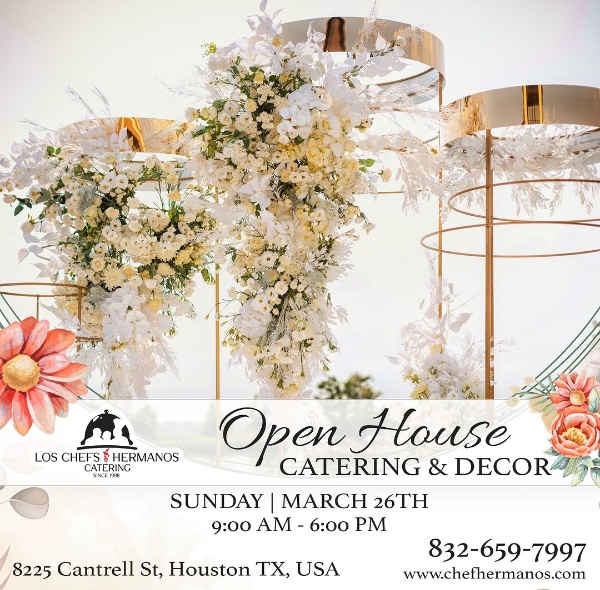 Open House
LOS CHEFS HERMANOS
CATERING
SINCE 1998
CATERING & DECOR
SUNDAY | MARCH 26TH
9:00 AM - 6:00 PM
832-659-7997
8225 Cantrell St, Houston TX, USA
www.chefhermanos.com